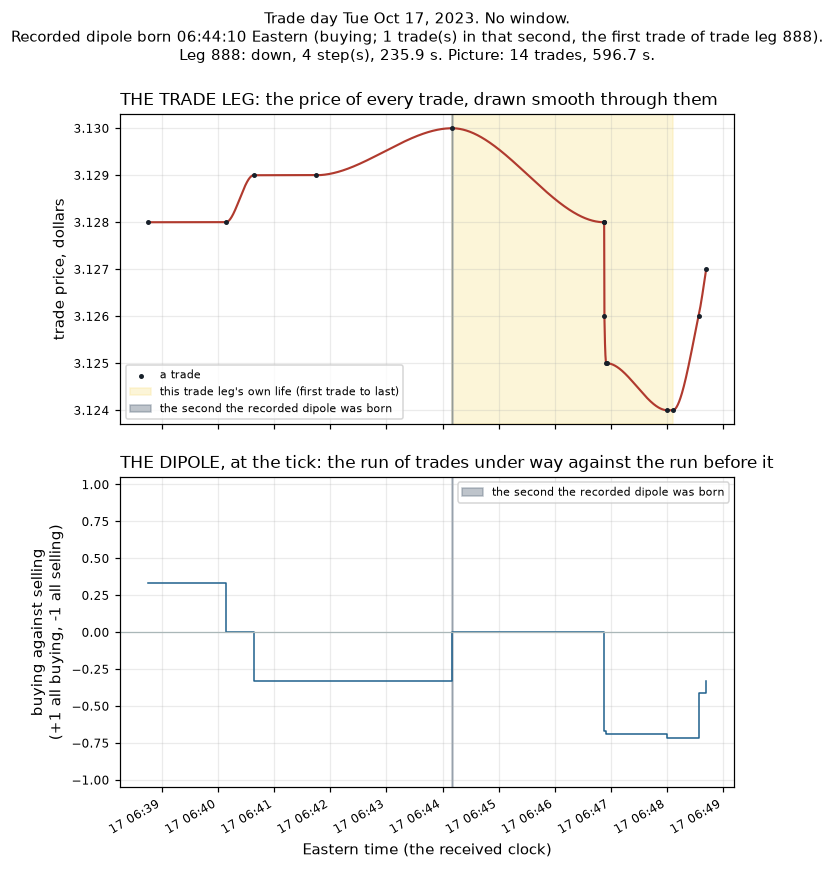 Trade day Tue Oct 17, 2023. No window.
Recorded dipole born 06:44:10 Eastern (buying; 1 trade(s) in that second, the first trade of trade leg 888).
Leg 888: down, 4 step(s), 235.9 s. Picture: 14 trades, 596.7 s.
THE TRADE LEG: the price of every trade, drawn smooth through them
trade price, dollars
3.130
3.129
3.128
3.127
3.126
3.125
3.124
a trade
this trade leg's own life (first trade to last)
the second the recorded dipole was born
THE DIPOLE, at the tick: the run of trades under way against the run before it
buying against selling
(+1 all buying, -1 all selling)
1.00
0.75
0.50
0.25
0.00
−0.25
−0.50
−0.75
−1.00
the second the recorded dipole was born
17 06:39
17 06:40
17 06:41
17 06:42
17 06:43
17 06:44
17 06:45
17 06:46
17 06:47
17 06:48
17 06:49
Eastern time (the received clock)